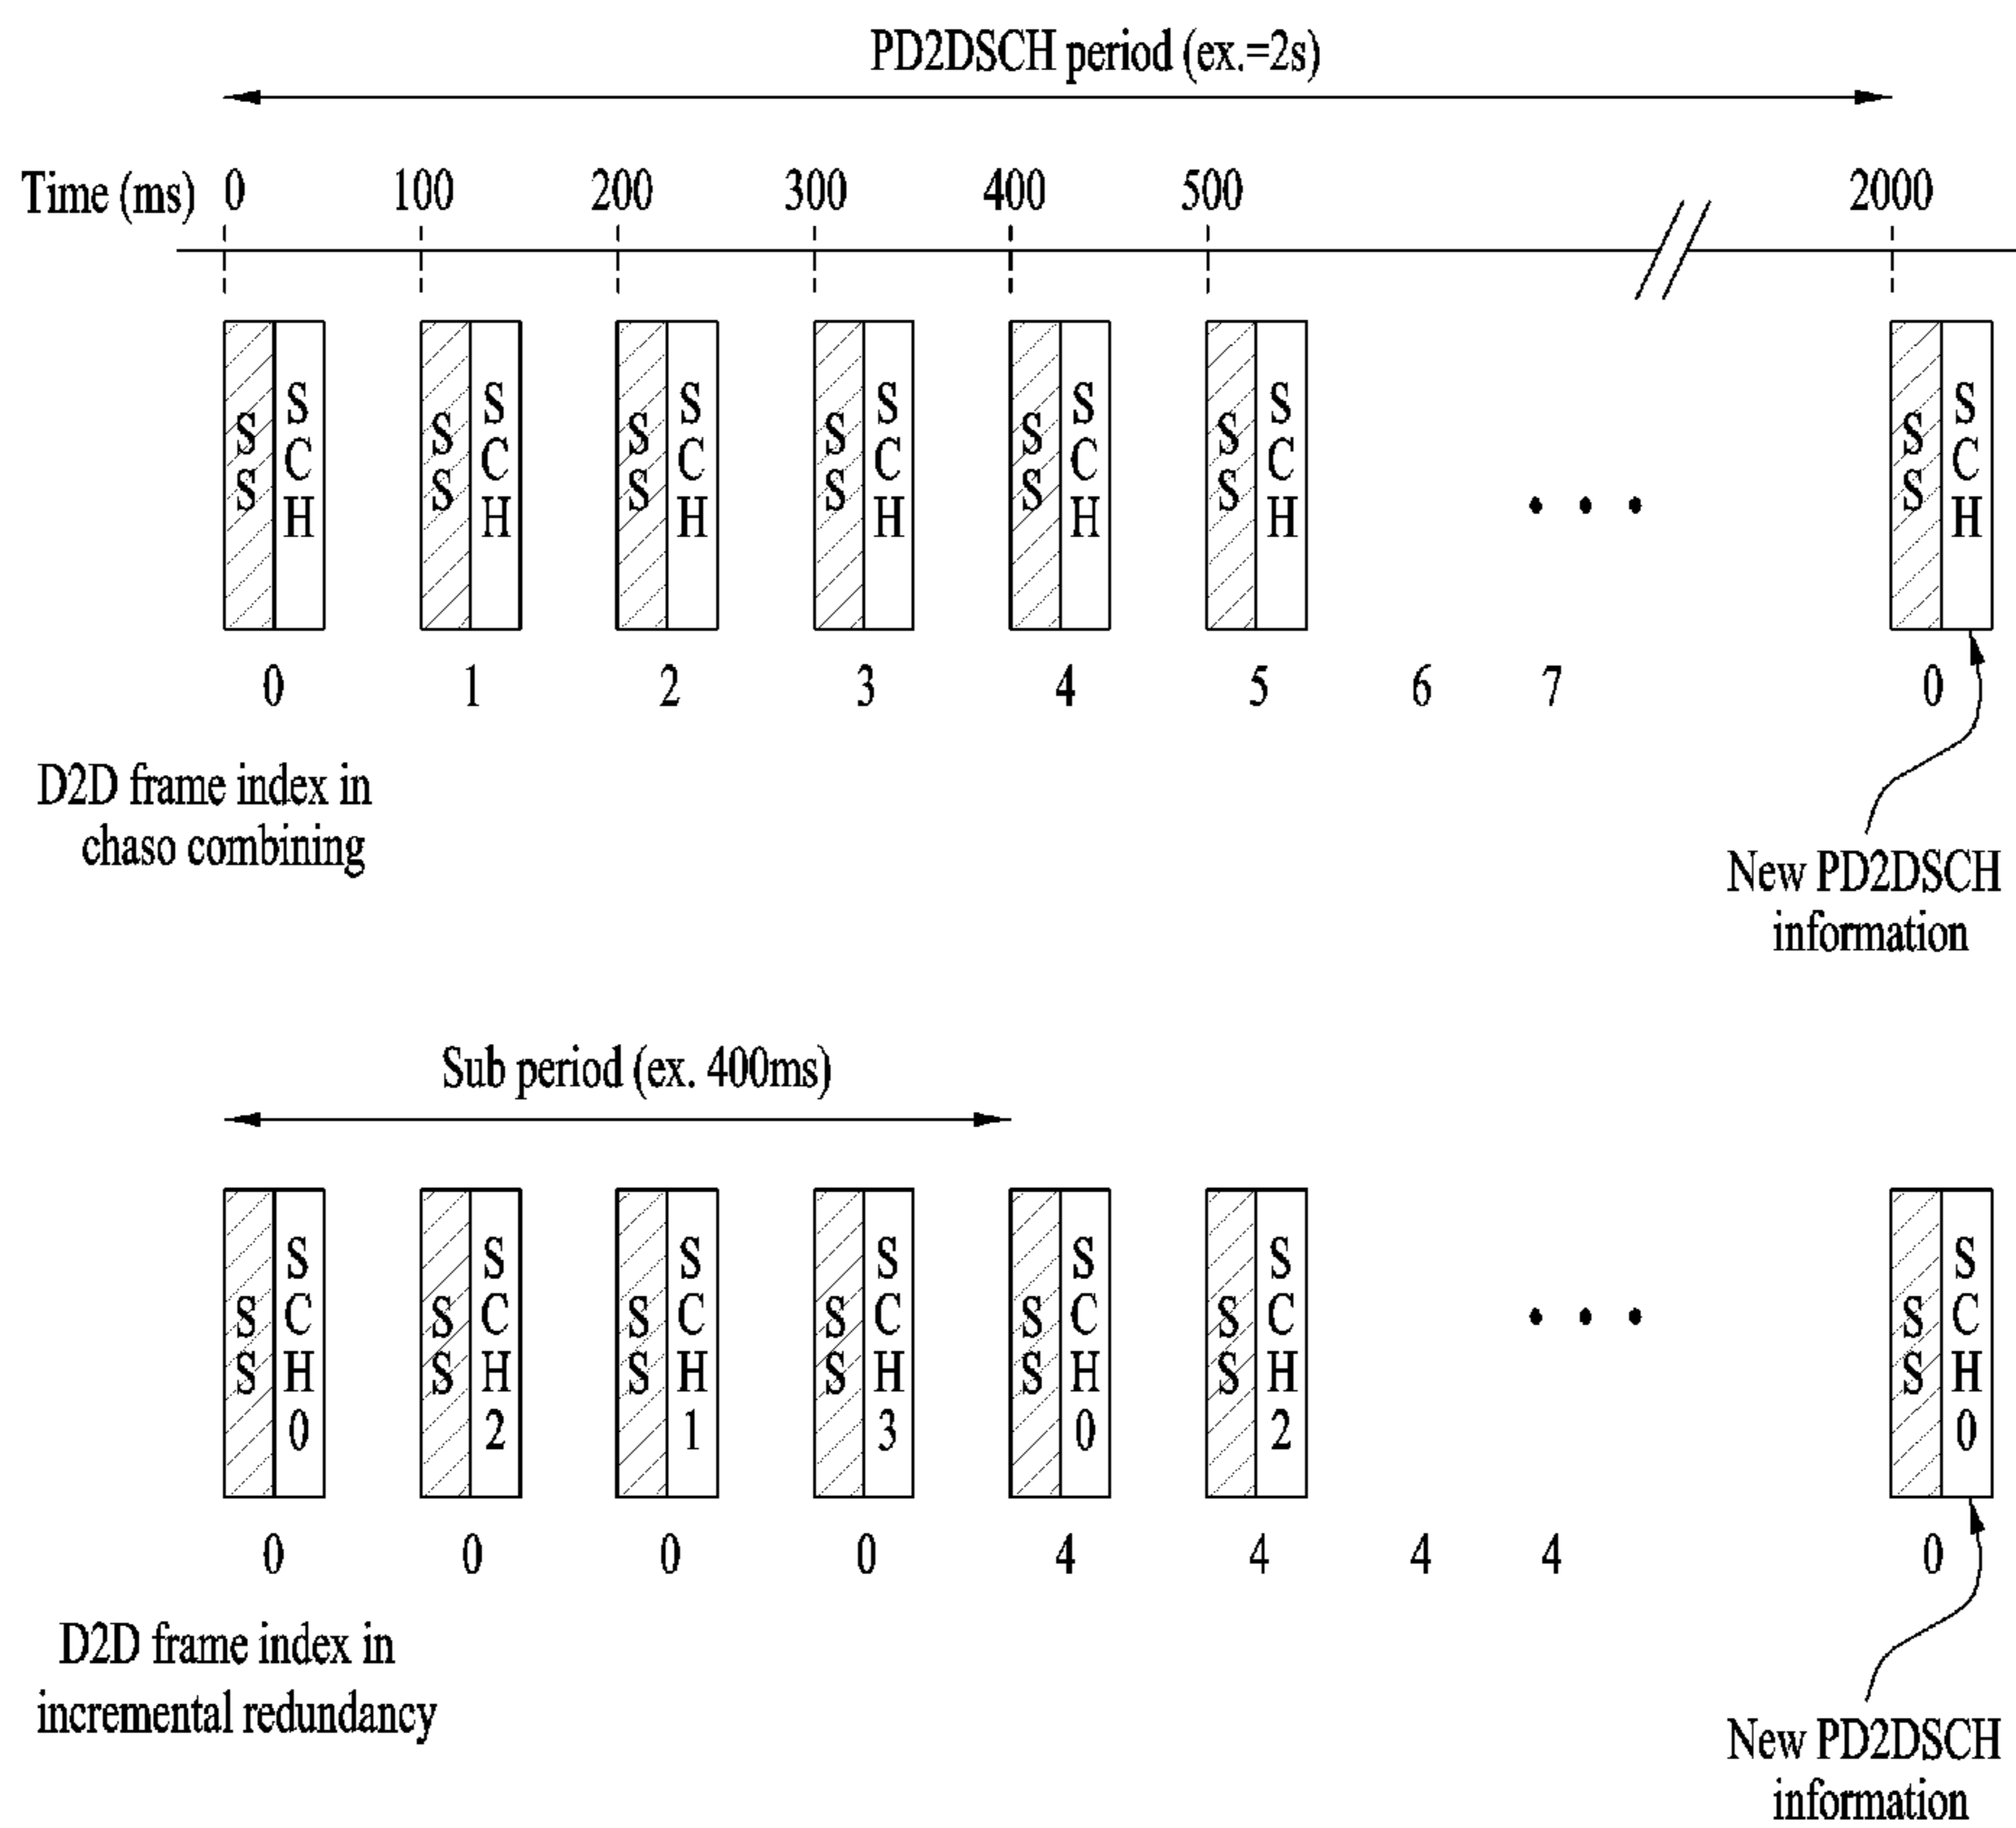 PD2DSCH period (ex.=2s)
Time (ms) 0 100 200 300 400 500 2000
SS SCH SS SCH SS SCH SS SCH SS SCH SS SCH SS SCH
0 1 2 3 4 5 6 7 0
D2D frame index in
chaso combining
New PD2DSCH
information
Sub period (ex. 400ms)
SS SCH0 SS SCH2 SS SCH1 SS SCH3 SS SCH0 SS SCH2 SS SCH0
0 0 0 0 4 4 4 4 0
D2D frame index in
incremental redundancy
New PD2DSCH
information